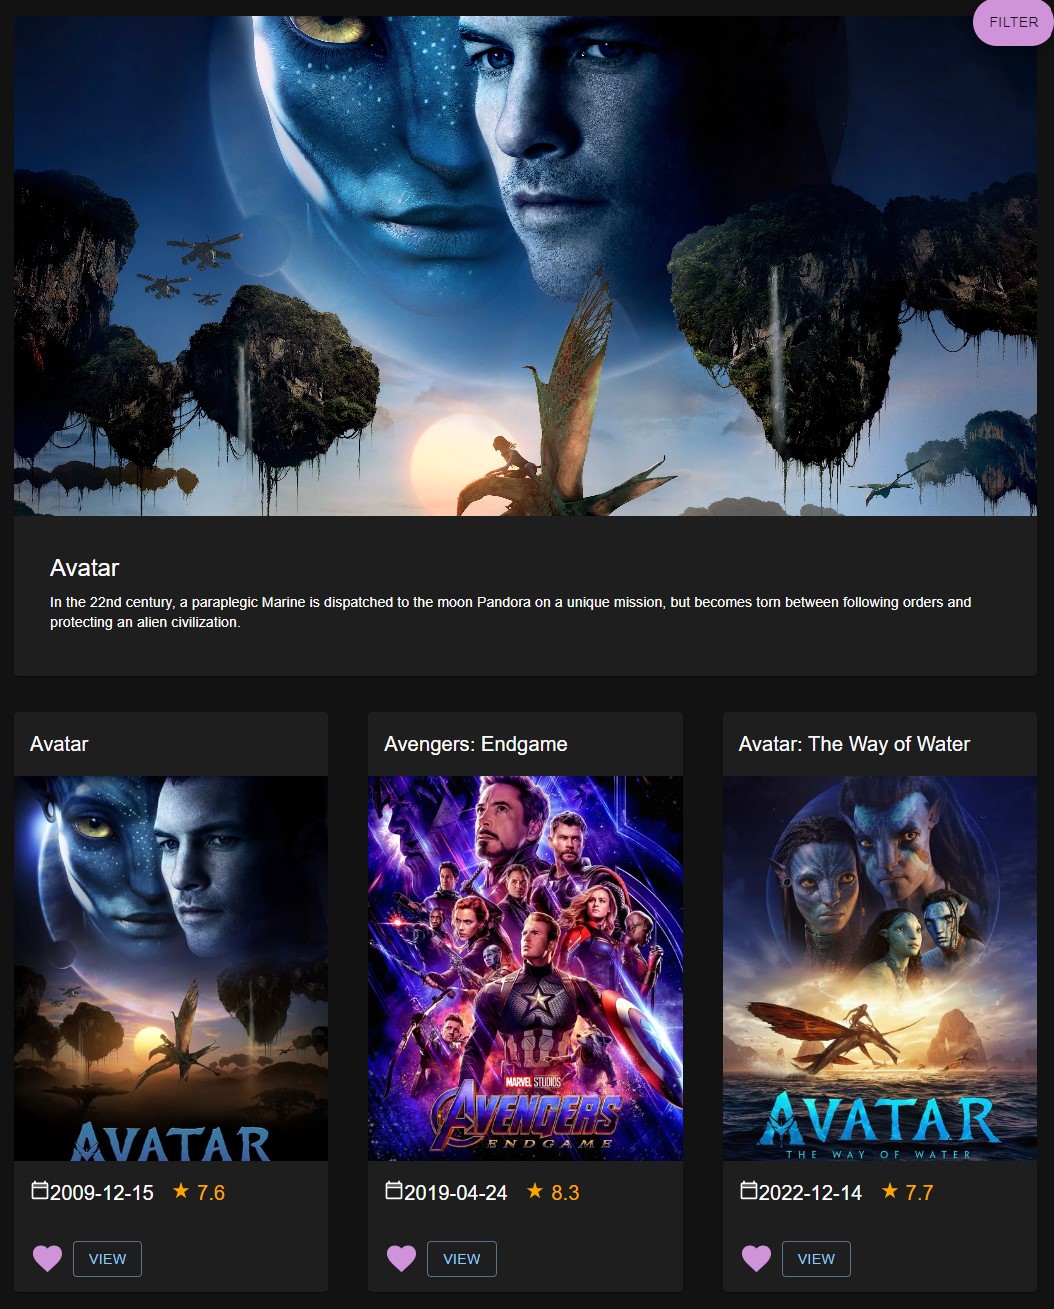 FILTER
Avatar
In the 22nd century, a paraplegic Marine is dispatched to the moon Pandora on a unique mission, but becomes torn between following orders and
protecting an alien civilization.
Avatar
Avengers: Endgame
Avatar: The Way of Water
AVATAR
MARVEL STUDIOS
AVENGERS
ENDGAME
AVATAR
THE WAY OF WATER
2009-12-15 ★ 7.6
2019-04-24 ★ 8.3
2022-12-14 ★ 7.7
VIEW
VIEW
VIEW